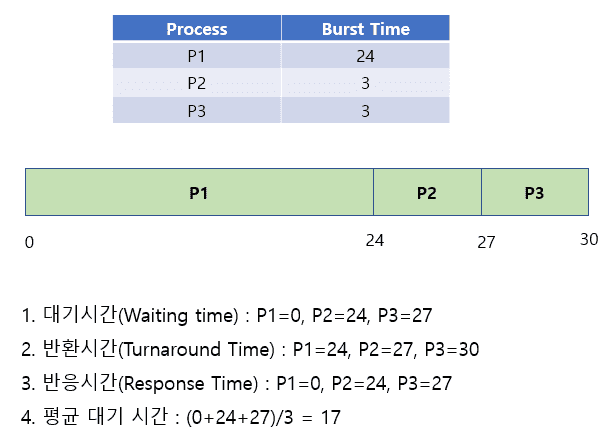 Process Burst Time
P1 24
P2 3
P3 3
P1 P2 P3
0 24 27 30
1. 대기시간(Waiting time) : P1=0, P2=24, P3=27
2. 반환시간(Turnaround Time) : P1=24, P2=27, P3=30
3. 반응시간(Response Time) : P1=0, P2=24, P3=27
4. 평균 대기 시간 : (0+24+27)/3 = 17